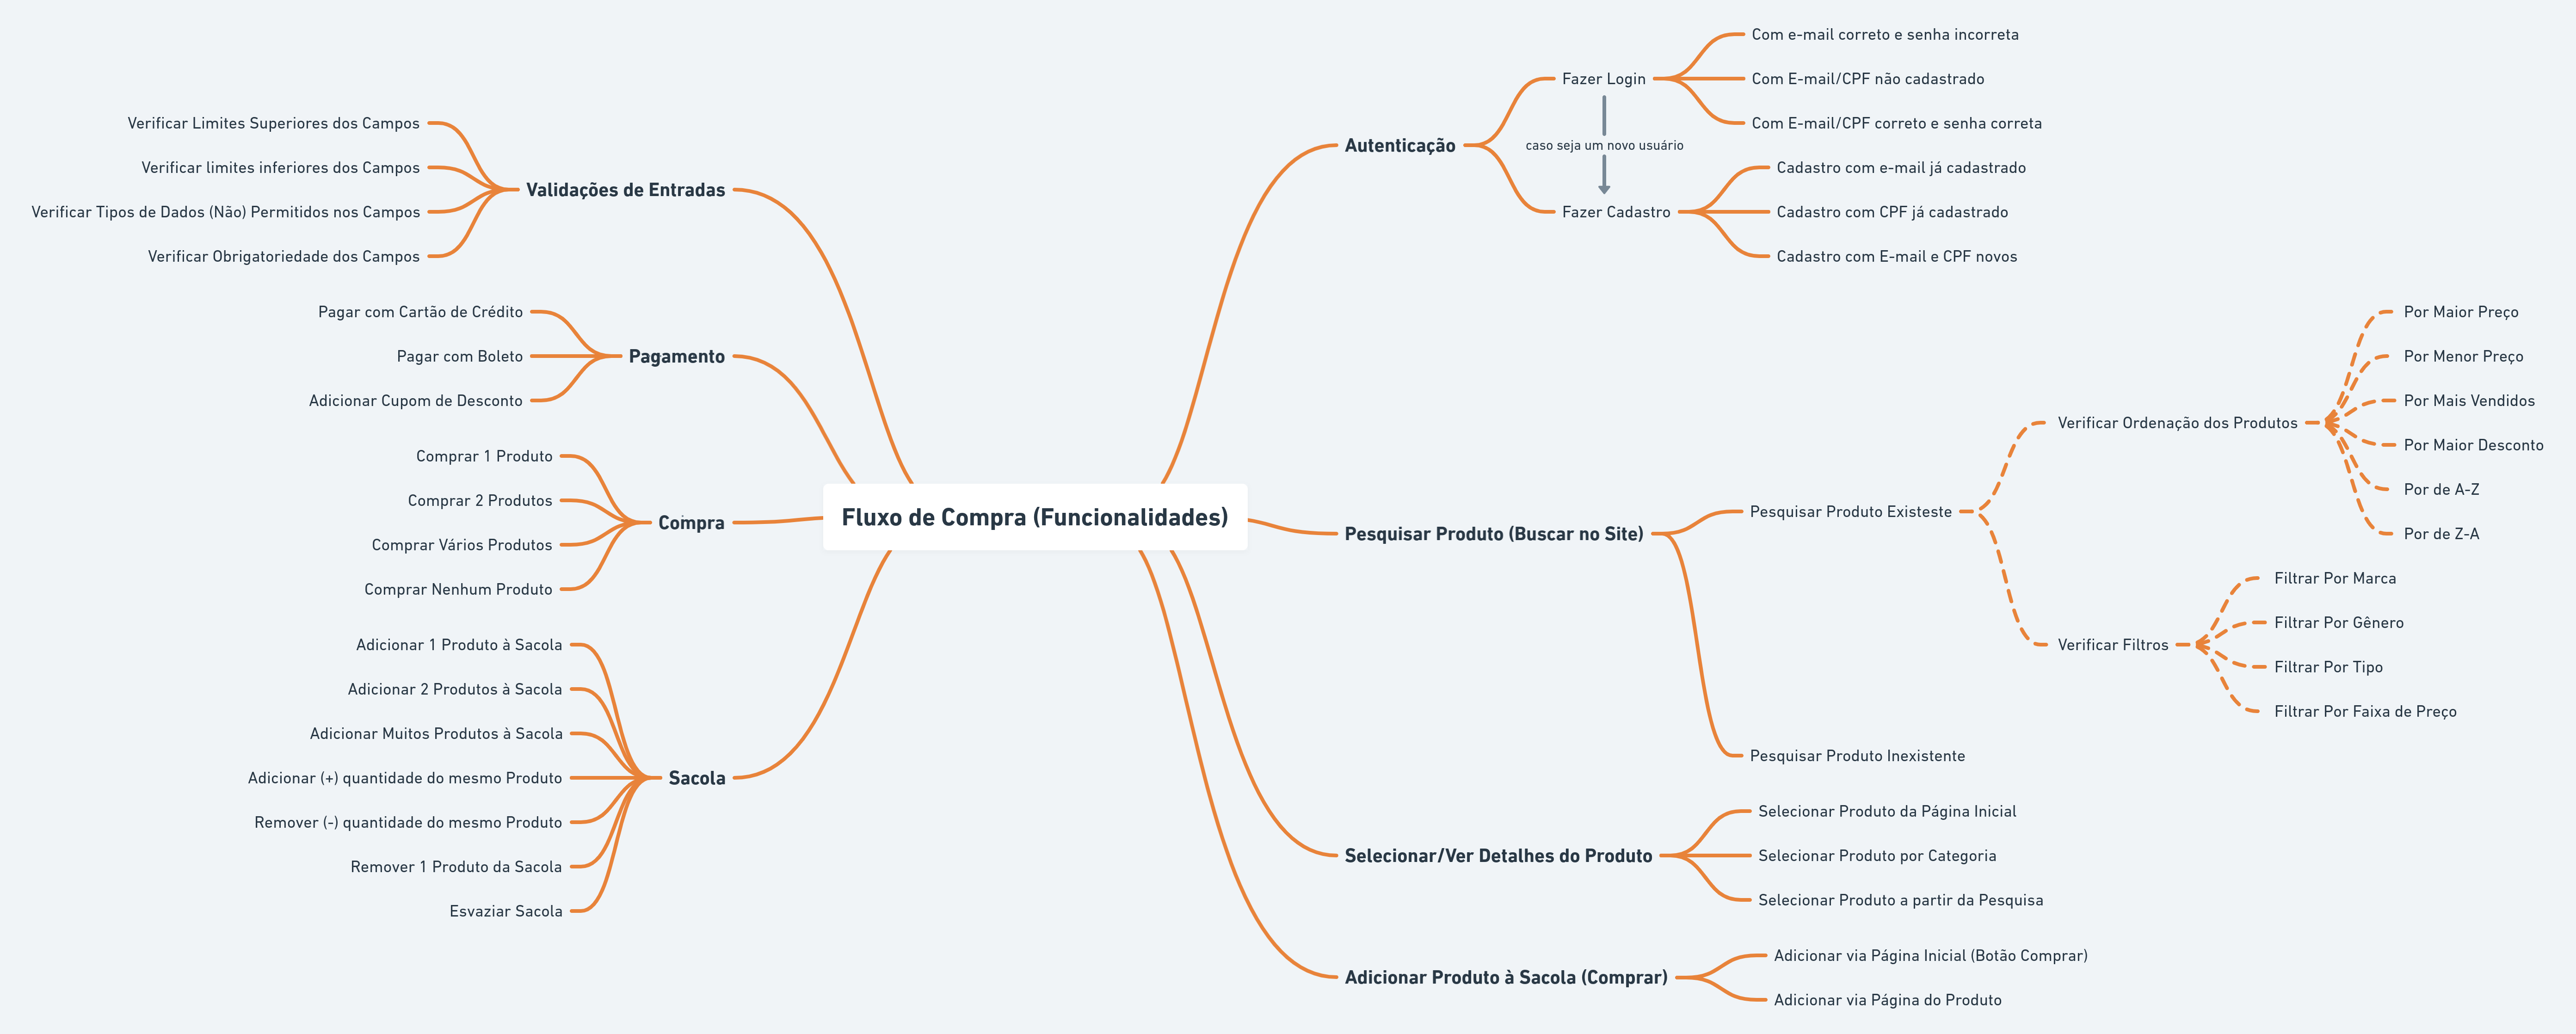 Fluxo de Compra (Funcionalidades)
Autenticação
Fazer Login
Com e-mail correto e senha incorreta
Com E-mail/CPF não cadastrado
Com E-mail/CPF correto e senha correta
caso seja um novo usuário
Fazer Cadastro
Cadastro com e-mail já cadastrado
Cadastro com CPF já cadastrado
Cadastro com E-mail e CPF novos
Pesquisar Produto (Buscar no Site)
Pesquisar Produto Existeste
Verificar Ordenação dos Produtos
Por Maior Preço
Por Menor Preço
Por Mais Vendidos
Por Maior Desconto
Por de A-Z
Por de Z-A
Verificar Filtros
Filtrar Por Marca
Filtrar Por Gênero
Filtrar Por Tipo
Filtrar Por Faixa de Preço
Pesquisar Produto Inexistente
Selecionar/Ver Detalhes do Produto
Selecionar Produto da Página Inicial
Selecionar Produto por Categoria
Selecionar Produto a partir da Pesquisa
Adicionar Produto à Sacola (Comprar)
Adicionar via Página Inicial (Botão Comprar)
Adicionar via Página do Produto
Validações de Entradas
Verificar Limites Superiores dos Campos
Verificar limites inferiores dos Campos
Verificar Tipos de Dados (Não) Permitidos nos Campos
Verificar Obrigatoriedade dos Campos
Pagamento
Pagar com Cartão de Crédito
Pagar com Boleto
Adicionar Cupom de Desconto
Compra
Comprar 1 Produto
Comprar 2 Produtos
Comprar Vários Produtos
Comprar Nenhum Produto
Sacola
Adicionar 1 Produto à Sacola
Adicionar 2 Produtos à Sacola
Adicionar Muitos Produtos à Sacola
Adicionar (+) quantidade do mesmo Produto
Remover (-) quantidade do mesmo Produto
Remover 1 Produto da Sacola
Esvaziar Sacola